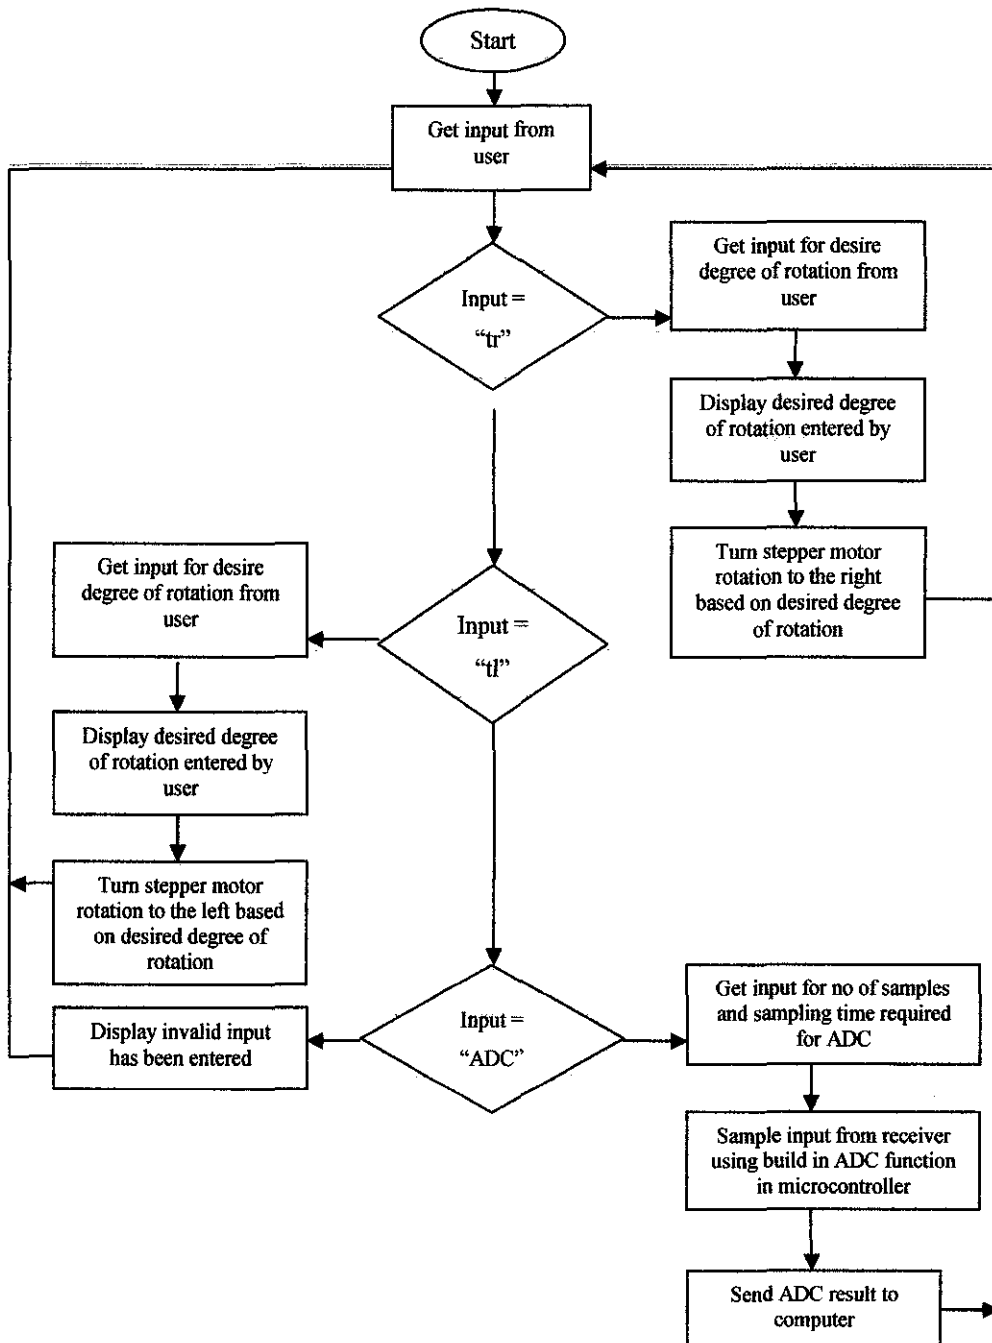 Start
Get input from
user
Input =
“tr”
Get input for desire
degree of rotation from
user
Display desired degree
of rotation entered by
user
Turn stepper motor
rotation to the right
based on desired degree
of rotation
Input =
“tl”
Get input for desire
degree of rotation from
user
Display desired degree
of rotation entered by
user
Turn stepper motor
rotation to the left based
on desired degree of
rotation
Input =
“ADC”
Display invalid input
has been entered
Get input for no of samples
and sampling time required
for ADC
Sample input from receiver
using build in ADC function
in microcontroller
Send ADC result to
computer